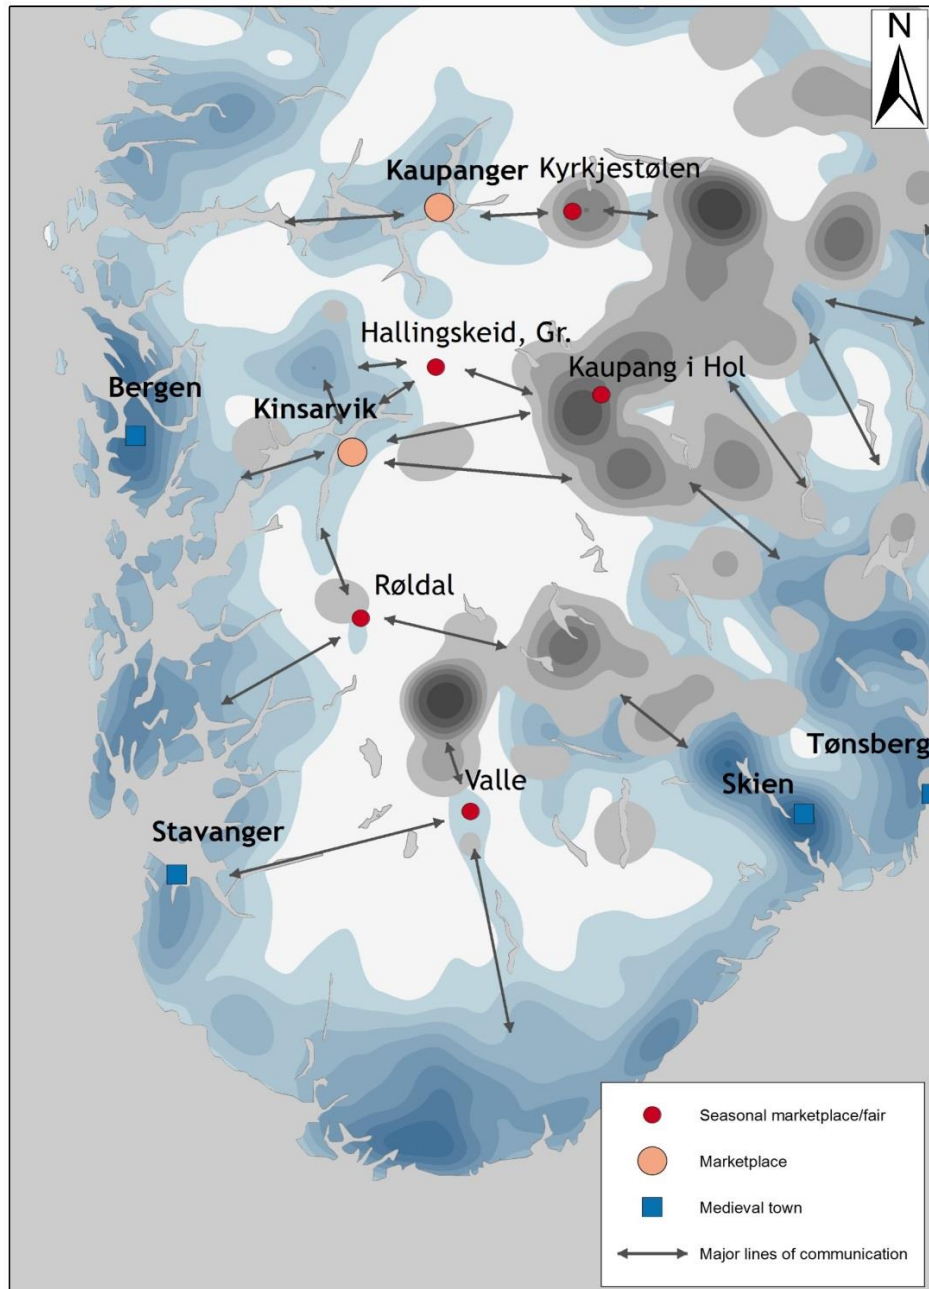 N
Kaupanger
Kyrkjestølen
Hallingskeid, Gr.
Kaupang i Hol
Bergen
Kinsarvik
Røldal
Tønsberg
Valle
Skien
Stavanger
Seasonal marketplace/fair
Marketplace
Medieval town
Major lines of communication